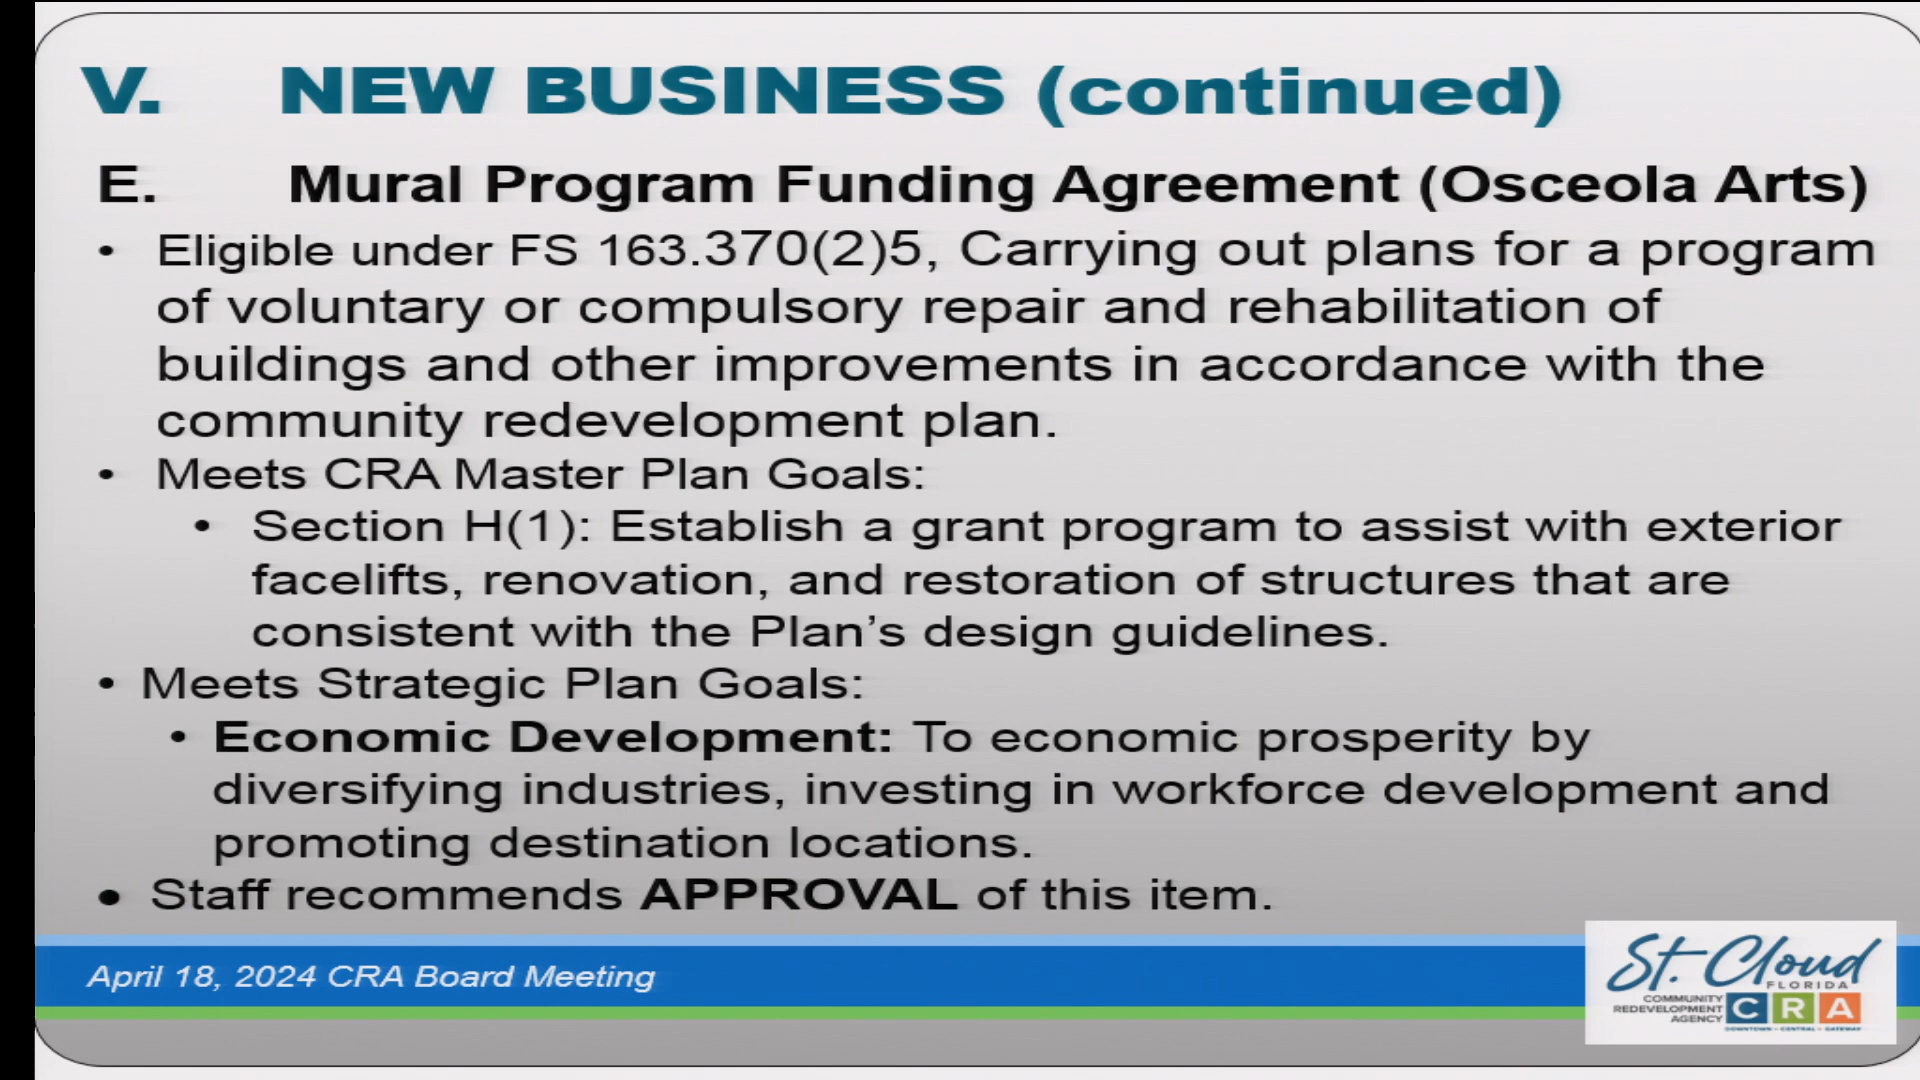 V. NEW BUSINESS (continued)
E. Mural Program Funding Agreement (Osceola Arts)
• Eligible under FS 163.370(2)5, Carrying out plans for a program
of voluntary or compulsory repair and rehabilitation of
buildings and other improvements in accordance with the
community redevelopment plan.
• Meets CRA Master Plan Goals:
• Section H(1): Establish a grant program to assist with exterior
facelifts, renovation, and restoration of structures that are
consistent with the Plan’s design guidelines.
• Meets Strategic Plan Goals:
• Economic Development: To economic prosperity by
diversifying industries, investing in workforce development and
promoting destination locations.
• Staff recommends APPROVAL of this item.
April 18, 2024 CRA Board Meeting
St. Cloud
FLORIDA
COMMUNITY
REDEVELOPMENT
AGENCY
CRA
DOWNTOWN • CENTRAL • GATEWAY